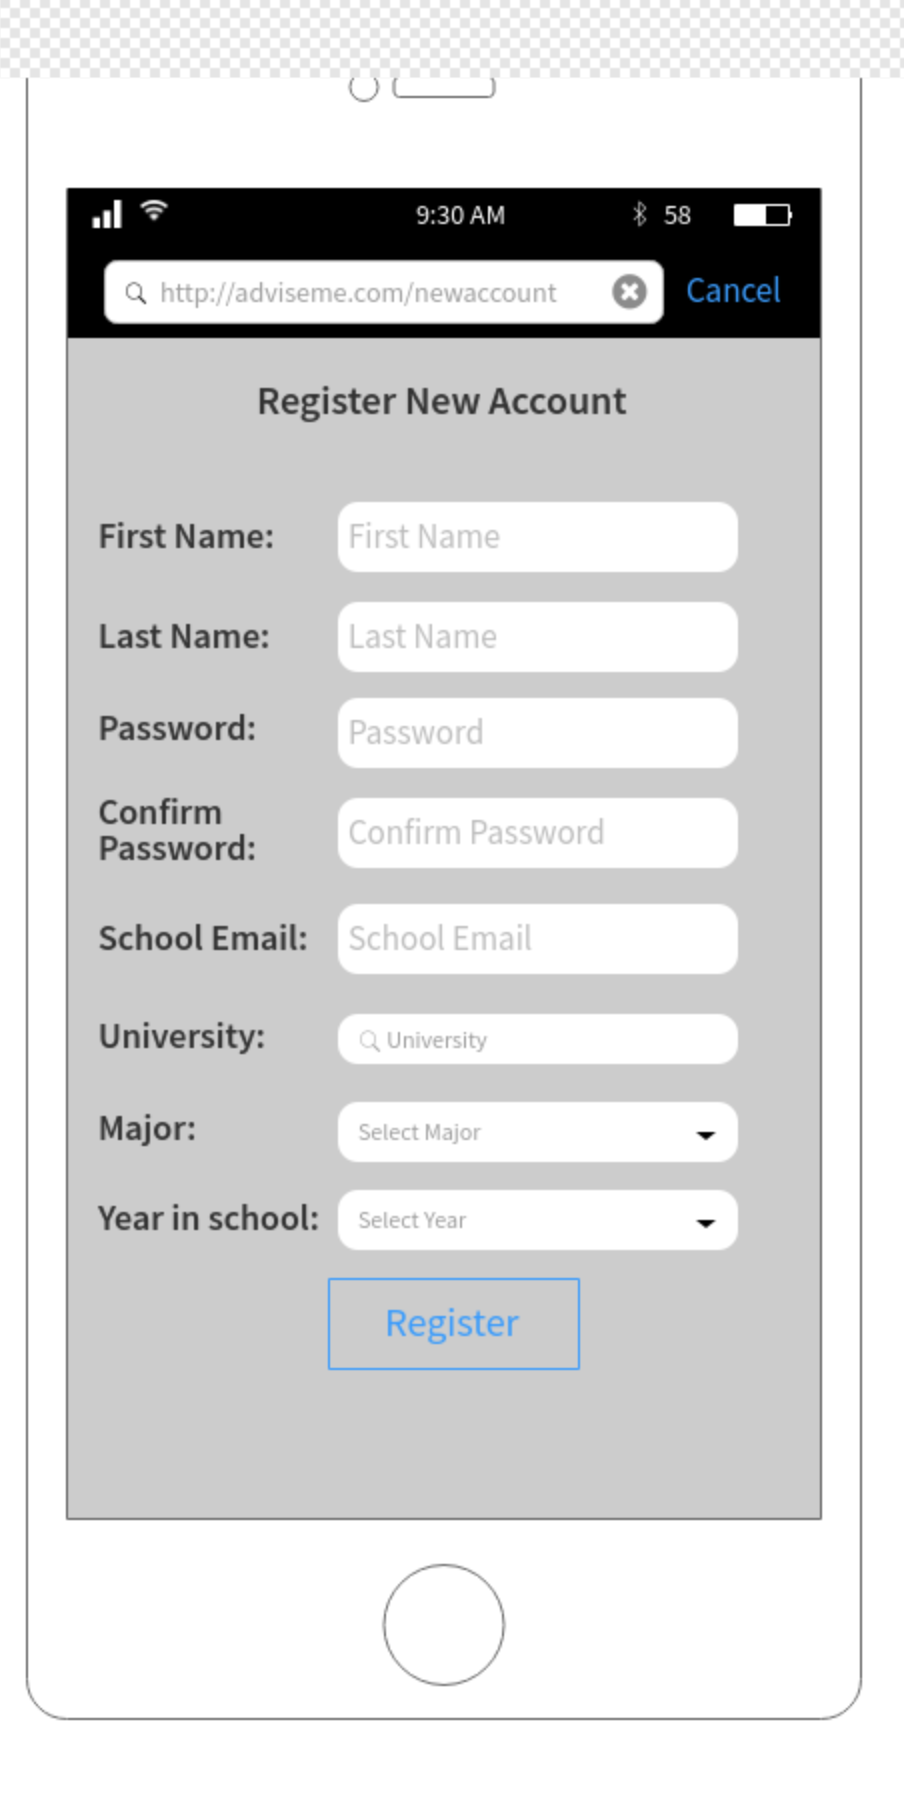 9:30 AM 58
http://adviseme.com/newaccount Cancel
Register New Account
First Name: First Name
Last Name: Last Name
Password: Password
Confirm
Password: Confirm Password
School Email: School Email
University: University
Major: Select Major
Year in school: Select Year
Register